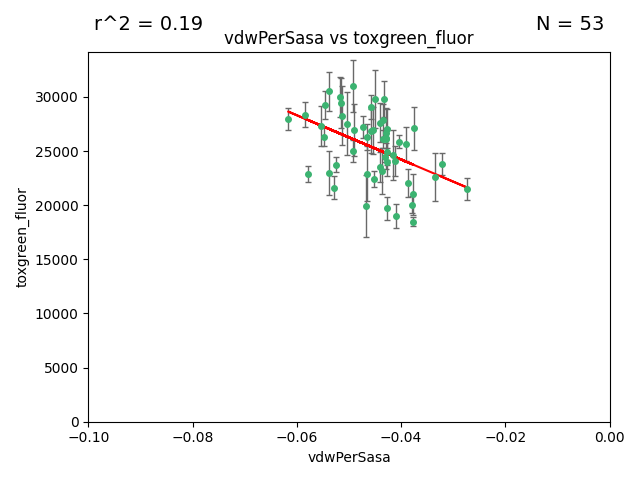 r^2 = 0.19
N = 53
vdwPerSasa vs toxgreen_fluor
toxgreen_fluor
30000
25000
20000
15000
10000
5000
0
−0.10
−0.08
−0.06
−0.04
−0.02
0.00
vdwPerSasa